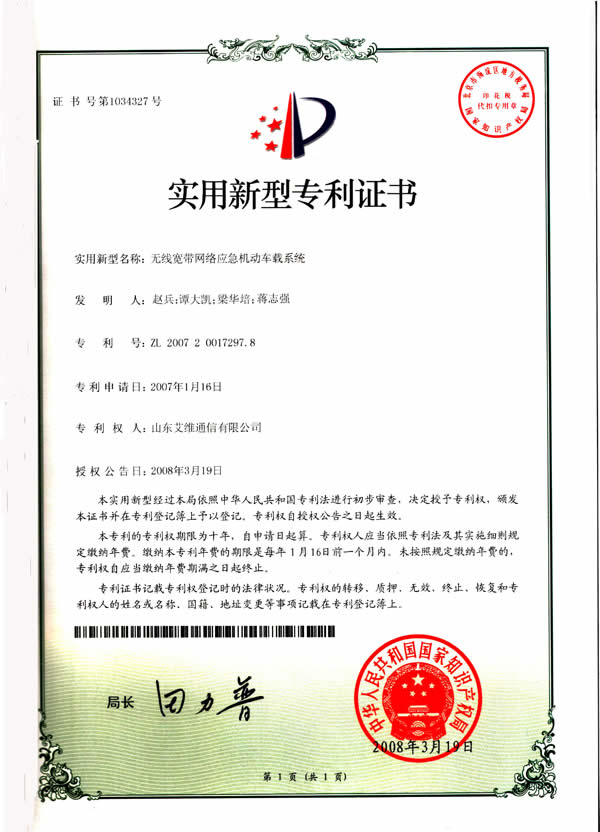 证 书 号第1034327号
北京市海淀区地方税务局
印花税
代扣专用章
国家知识产权局
实用新型专利证书
实用新型名称：无线宽带网络应急机动车载系统
发 明 人：赵兵;谭大凯;梁华培;蒋志强
专 利 号：ZL 2007 2 0017297.8
专利申请日：2007年1月16日
专 利 权 人：山东艾维通信有限公司
授权公告日：2008年3月19日
本实用新型经过本局依照中华人民共和国专利法进行初步审查，决定授予专利权，颁发
本证书并在专利登记簿上予以登记。专利权自授权公告之日起生效。
本专利的专利权期限为十年，自申请日起算。专利权人应当依照专利法及其实施细则规
定缴纳年费。缴纳本专利年费的期限是每年 1 月16日前一个月内。未按照规定缴纳年费的，
专利权自应当缴纳年费期满之日起终止。
专利证书记载专利权登记时的法律状况。专利权的转移、质押、无效、终止、恢复和专
利权人的姓名或名称、国籍、地址变更等事项记载在专利登记簿上。
局长 田力普
中华人民共和国国家知识产权局
2008年3月19日
第 1 页 (共 1 页)